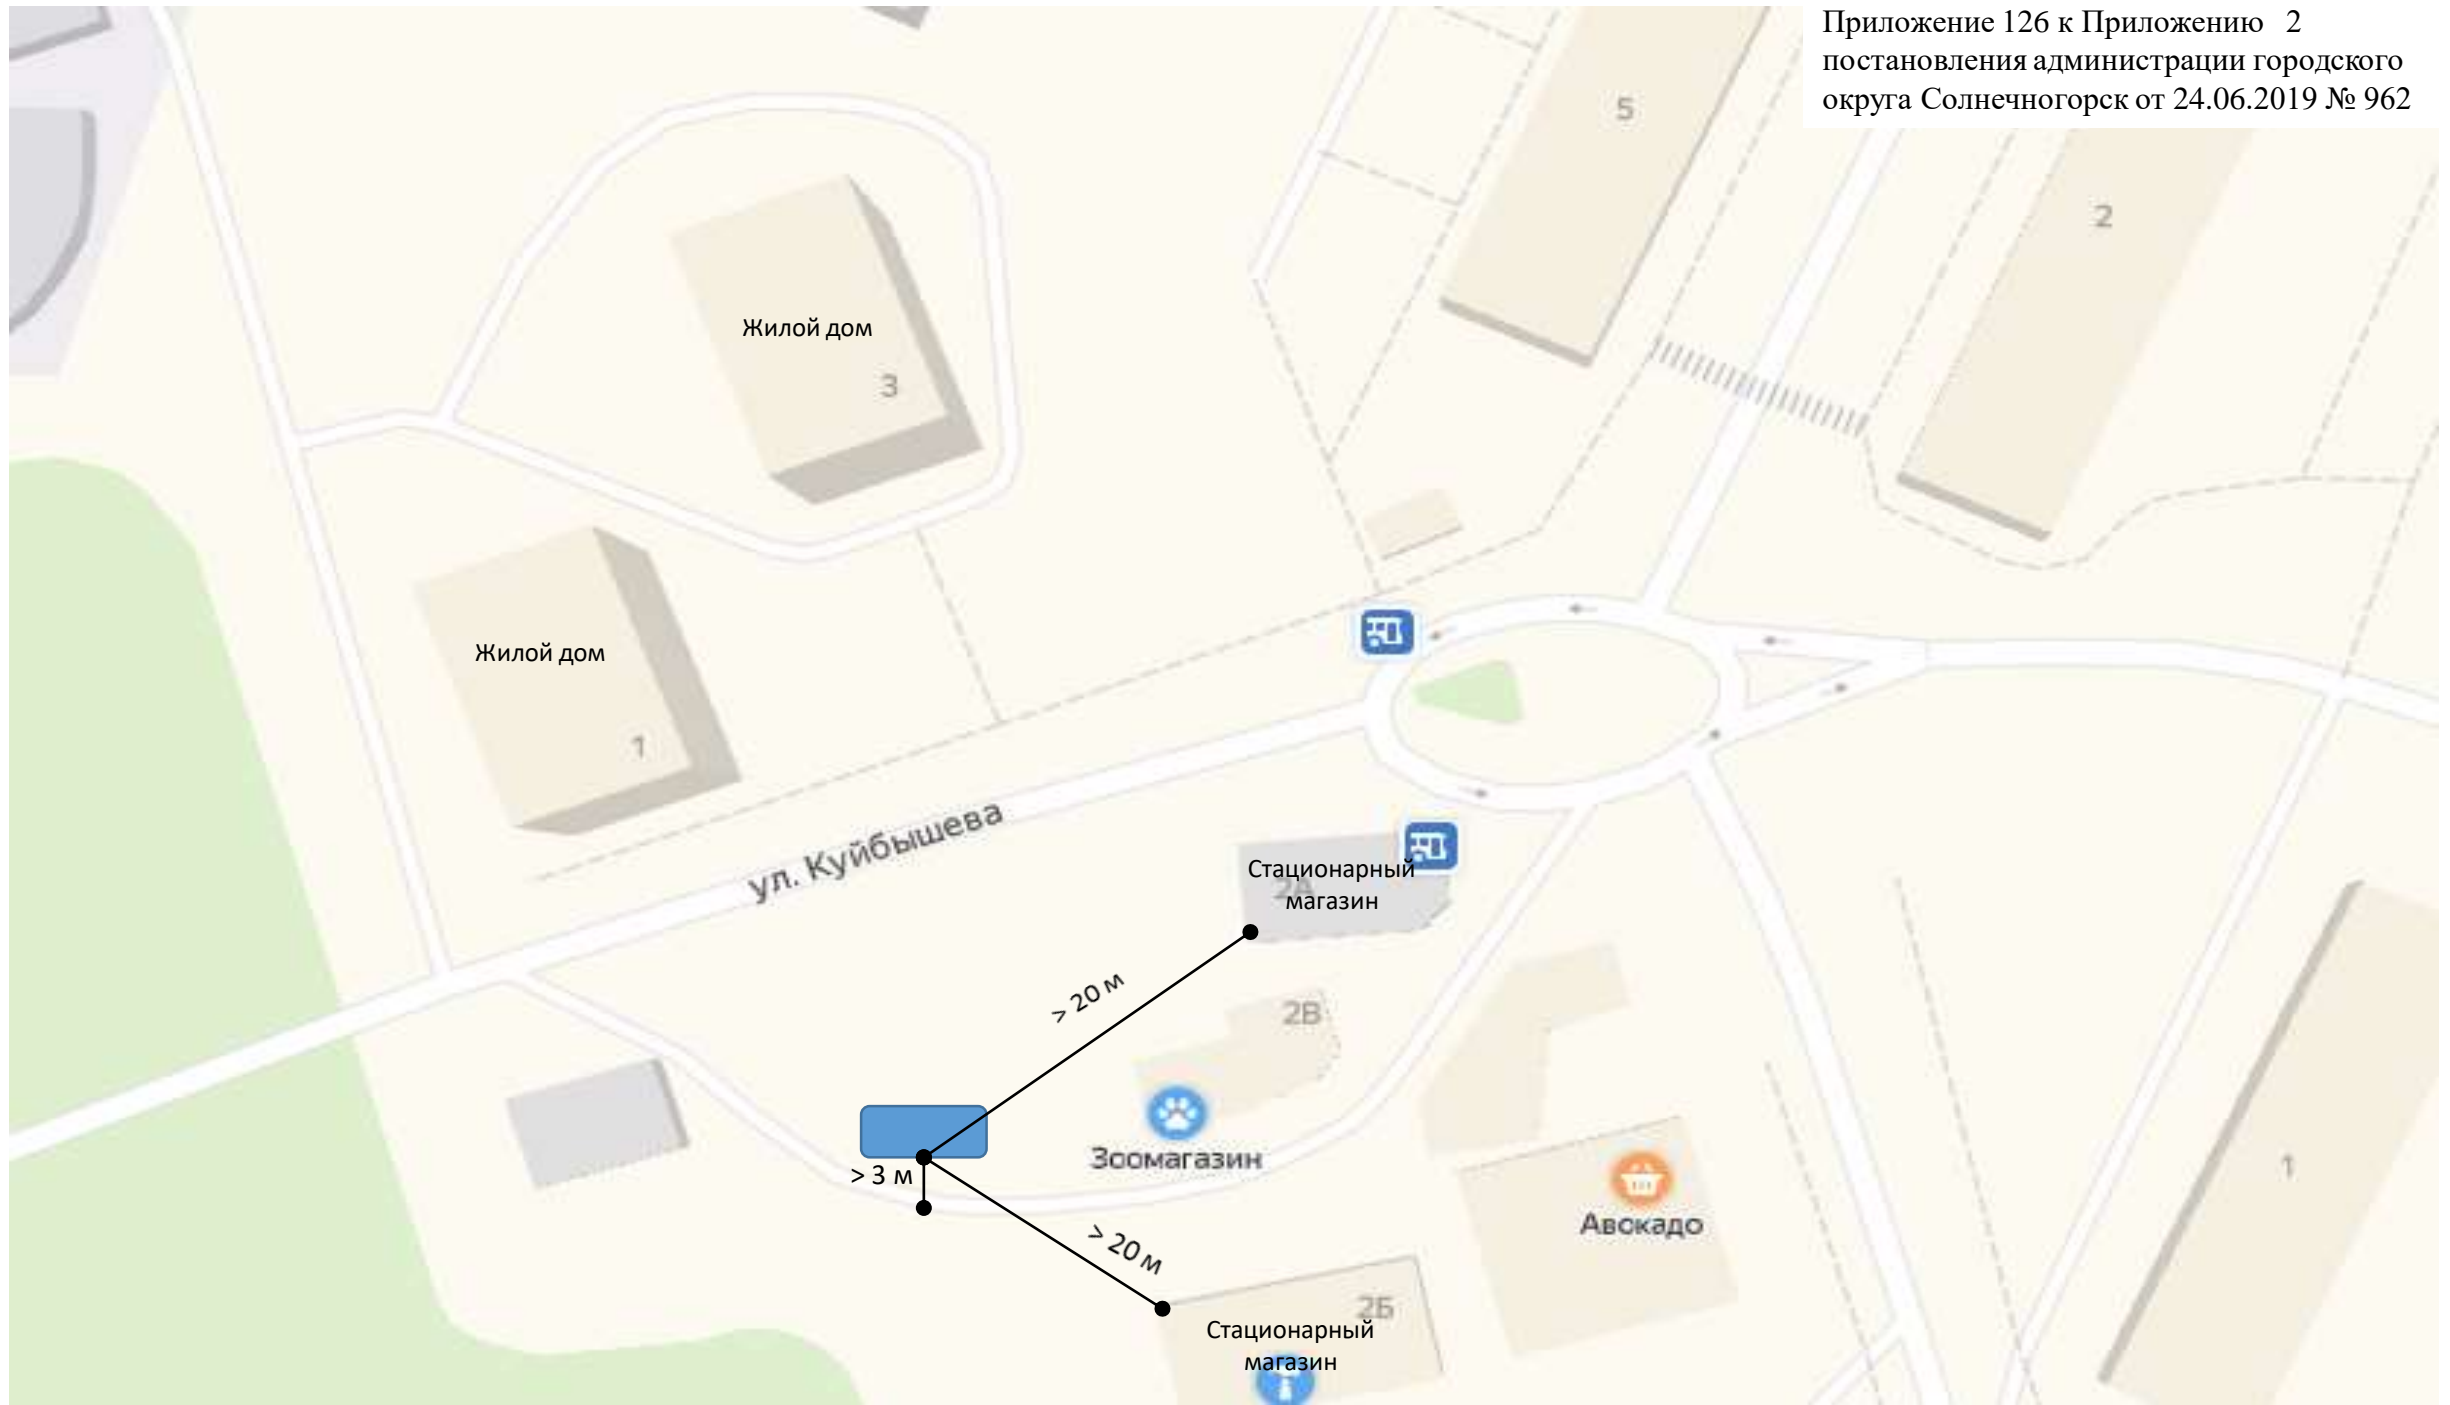 Приложение 126 к Приложению 2
постановления администрации городского
округа Солнечногорск от 24.06.2019 № 962
5
2
Жилой дом
3
Жилой дом
1
ул. Куйбышева
Стационарный
2А
магазин
> 20 м
2В
> 3 м
Зоомагазин
1
Авокадо
> 20 м
2Б
Стационарный
магазин